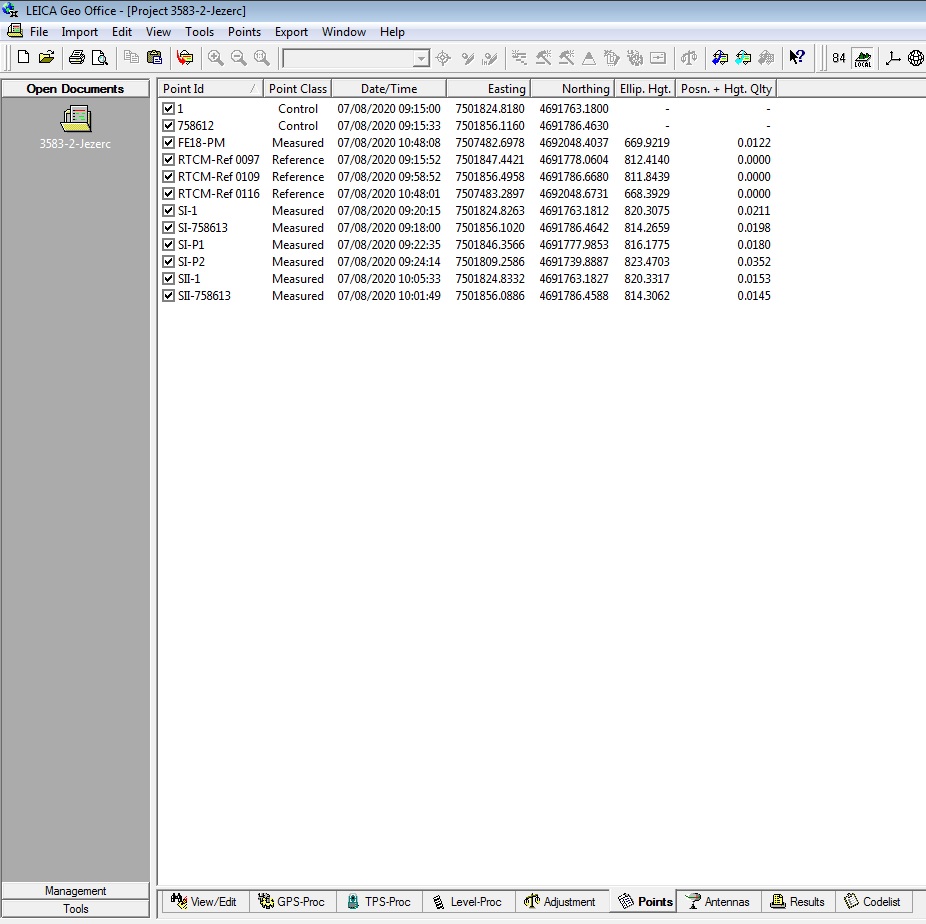 LEICA Geo Office - [Project 3583-2-Jezerc]
File Import Edit View Tools Points Export Window Help
84 LOCAL
Open Documents
3583-2-Jezerc
Point Id / Point Class Date/Time Easting Northing Ellip. Hgt. Posn. + Hgt. Qlty
1 Control 07/08/2020 09:15:00 7501824.8180 4691763.1800 - -
758612 Control 07/08/2020 09:15:33 7501856.1160 4691786.4630 - -
FE18-PM Measured 07/08/2020 10:48:08 7507482.6978 4692048.4037 669.9219 0.0122
RTCM-Ref 0097 Reference 07/08/2020 09:15:52 7501847.4421 4691778.0604 812.4140 0.0000
RTCM-Ref 0109 Reference 07/08/2020 09:58:52 7501856.4958 4691786.6680 811.8439 0.0000
RTCM-Ref 0116 Reference 07/08/2020 10:48:01 7507483.2897 4692048.6731 668.3929 0.0000
SI-1 Measured 07/08/2020 09:20:15 7501824.8263 4691763.1812 820.3075 0.0211
SI-758613 Measured 07/08/2020 09:18:00 7501856.1020 4691786.4642 814.2659 0.0198
SI-P1 Measured 07/08/2020 09:22:35 7501846.3566 4691777.9853 816.1775 0.0180
SI-P2 Measured 07/08/2020 09:24:14 7501809.2586 4691739.8887 823.4703 0.0352
SII-1 Measured 07/08/2020 10:05:33 7501824.8332 4691763.1827 820.3317 0.0153
SII-758613 Measured 07/08/2020 10:01:49 7501856.0886 4691786.4588 814.3062 0.0145
Management
Tools
View/Edit GPS-Proc TPS-Proc Level-Proc Adjustment Points Antennas Results Codelist